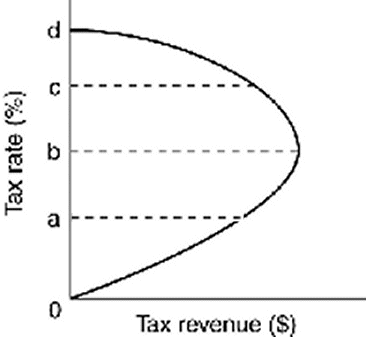 d
c
b
a
0
Tax rate (%)
Tax revenue ($)